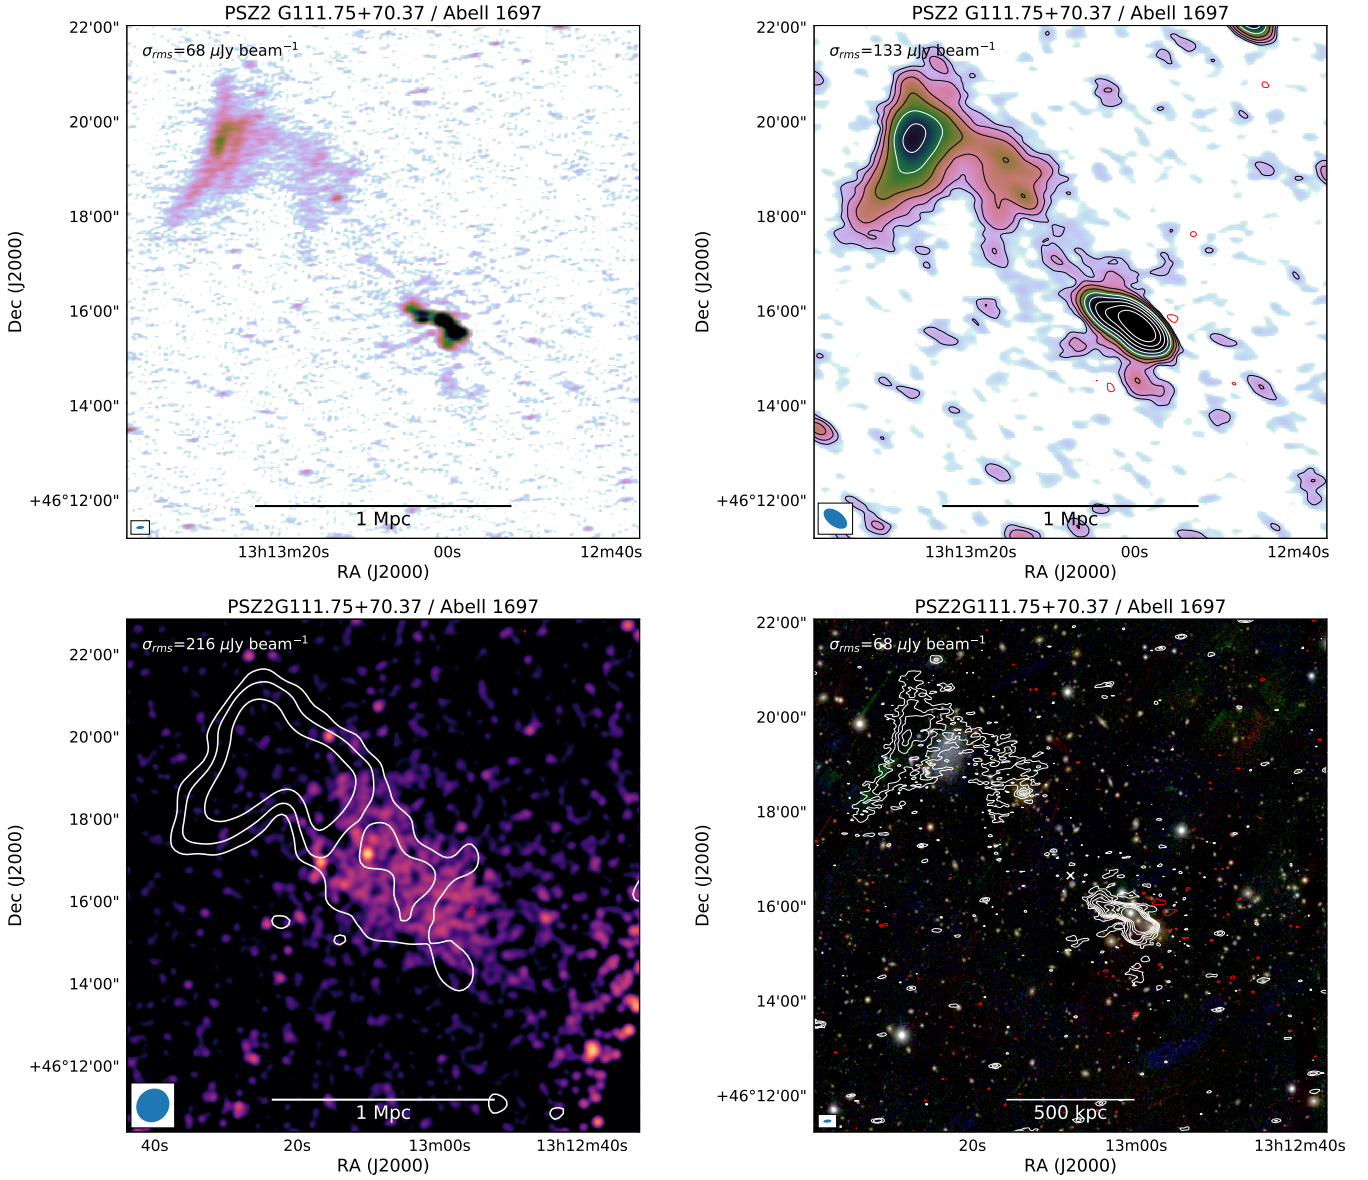 PSZ2 G111.75+70.37 / Abell 1697
σrms=68 μJy beam⁻¹
22'00"
20'00"
18'00"
16'00"
14'00"
+46°12'00"
Dec (J2000)
1 Mpc
13h13m20s
00s
12m40s
RA (J2000)
PSZ2 G111.75+70.37 / Abell 1697
σrms=133 μJy beam⁻¹
22'00"
20'00"
18'00"
16'00"
14'00"
+46°12'00"
Dec (J2000)
1 Mpc
13h13m20s
00s
12m40s
RA (J2000)
PSZ2G111.75+70.37 / Abell 1697
σrms=216 μJy beam⁻¹
22'00"
20'00"
18'00"
16'00"
14'00"
+46°12'00"
Dec (J2000)
1 Mpc
40s
20s
13m00s
13h12m40s
RA (J2000)
PSZ2G111.75+70.37 / Abell 1697
σrms=68 μJy beam⁻¹
22'00"
20'00"
18'00"
16'00"
14'00"
+46°12'00"
Dec (J2000)
500 kpc
20s
13m00s
13h12m40s
RA (J2000)